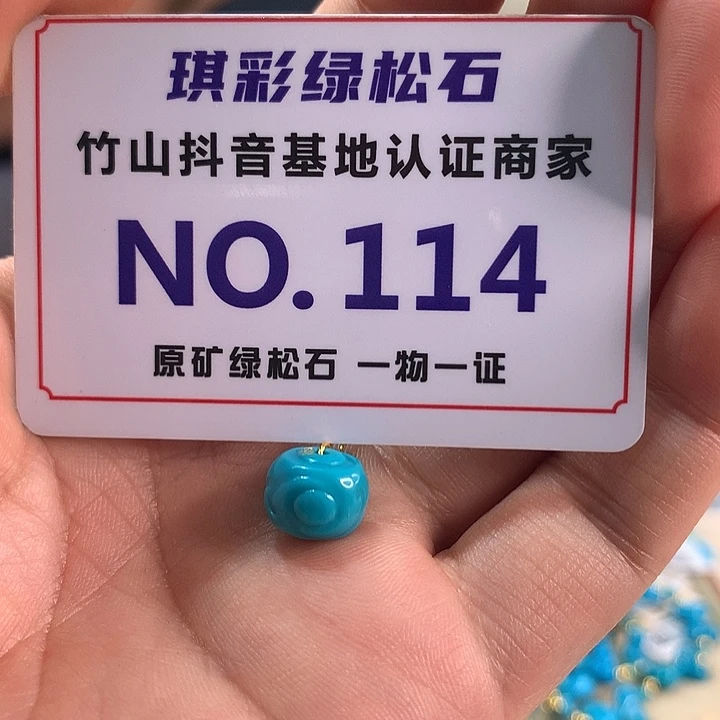 琪彩绿松石
竹山抖音基地认证商家
NO.114
原矿绿松石 一物一证